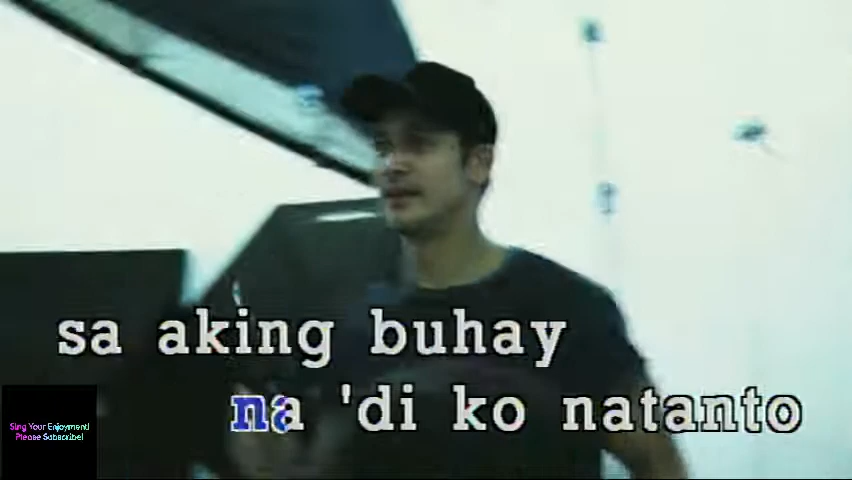 sa aking buhay
na 'di ko natanto
Sing Your Enjoyment!
Please Subscribe!